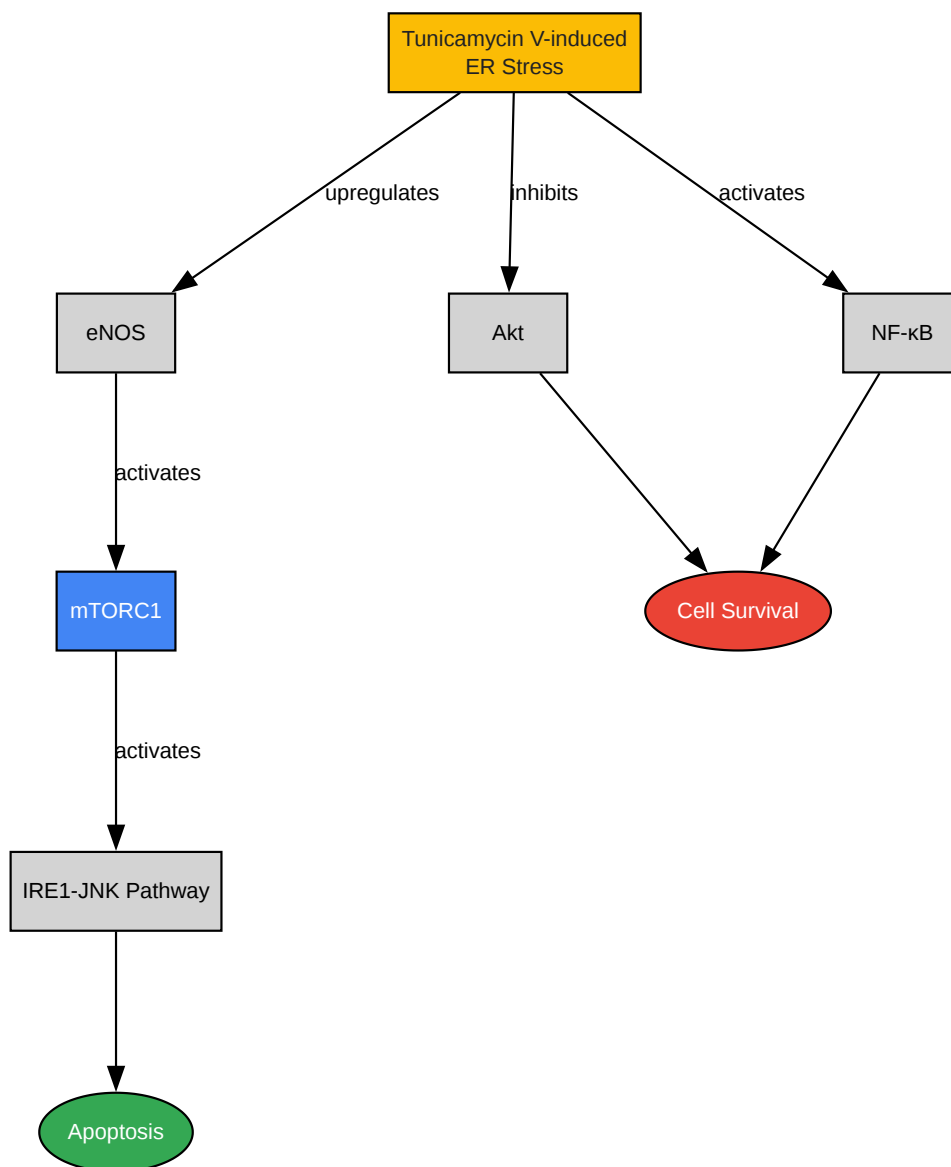 Tunicamycin V-induced
ER Stress
upregulates
inhibits
activates
eNOS
Akt
NF-κB
activates
mTORC1
Cell Survival
activates
IRE1-JNK Pathway
Apoptosis